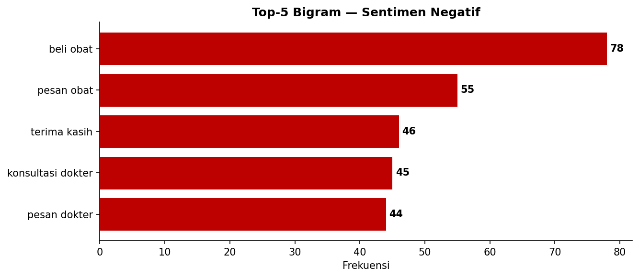 Top-5 Bigram — Sentimen Negatif
beli obat 78
pesan obat 55
terima kasih 46
konsultasi dokter 45
pesan dokter 44
0 10 20 30 40 50 60 70 80
Frekuensi